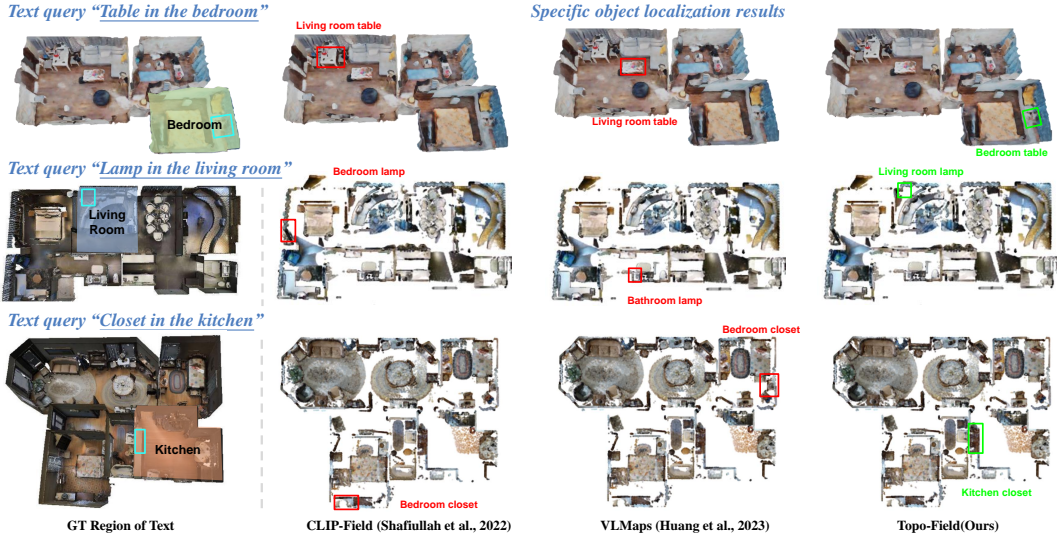 Text query “Table in the bedroom”
Specific object localization results
Living room table
Bedroom
Living room table
Bedroom table
Text query “Lamp in the living room”
Bedroom lamp
Living room lamp
Living
Room
Bathroom lamp
Text query “Closet in the kitchen”
Bedroom closet
Kitchen
Kitchen closet
Bedroom closet
GT Region of Text
CLIP-Field (Shafiullah et al., 2022)
VLMaps (Huang et al., 2023)
Topo-Field(Ours)